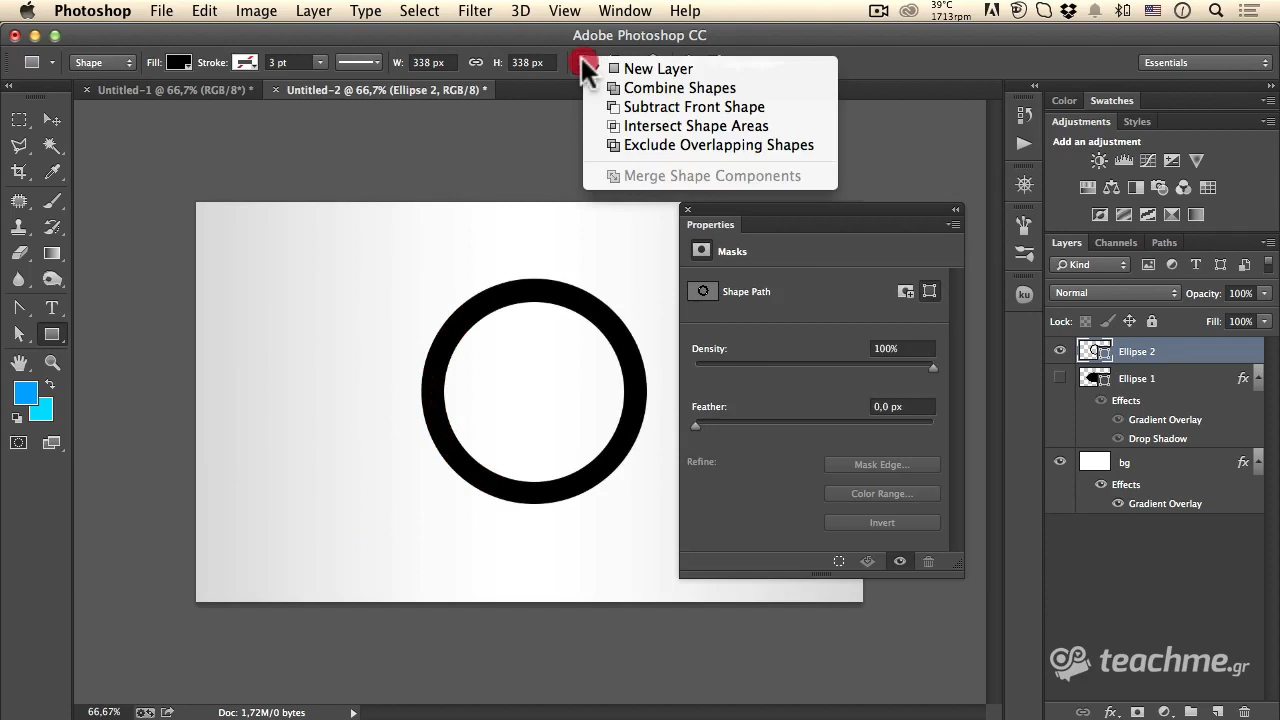 Photoshop File Edit Image Layer Type Select Filter 3D View Window Help 39°C 1713rpm
Adobe Photoshop CC
Shape Fill: Stroke: 3 pt W: 338 px H: 338 px Essentials
Untitled-1 @ 66,7% (RGB/8*) * Untitled-2 @ 66,7% (Ellipse 2, RGB/8) *
New Layer
Combine Shapes
Subtract Front Shape
Intersect Shape Areas
Exclude Overlapping Shapes
Merge Shape Components
Properties
Masks
Shape Path
Density: 100%
Feather: 0,0 px
Refine: Mask Edge...
Color Range...
Invert
Color Swatches
Adjustments Styles
Add an adjustment
Layers Channels Paths
Kind
Normal Opacity: 100%
Lock: Fill: 100%
Ellipse 2
Ellipse 1 fx
Effects
Gradient Overlay
Drop Shadow
bg fx
Effects
Gradient Overlay
ku
T
teachme.gr
66,67% Doc: 1,72M/0 bytes
fx